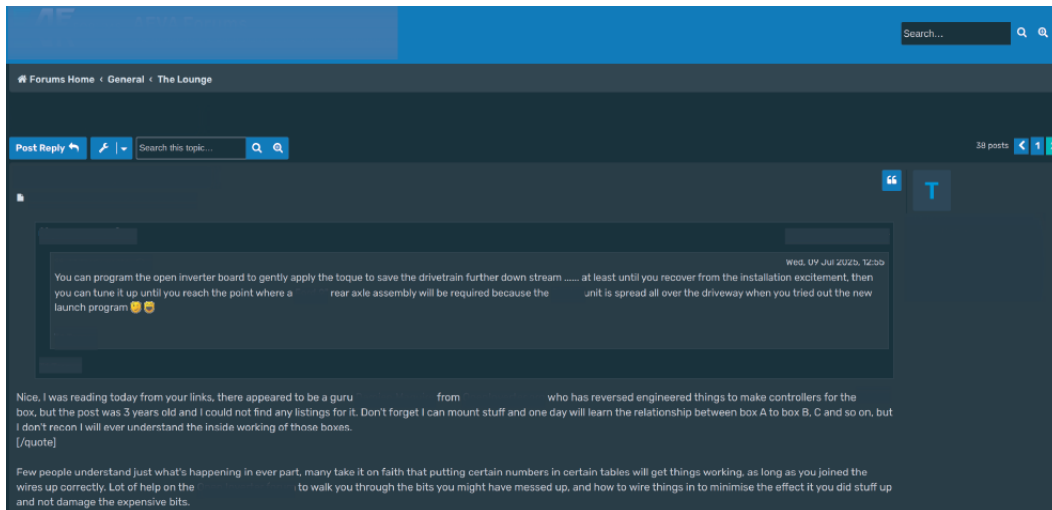 Search...
Forums Home ‹ General ‹ The Lounge
Post Reply
Search this topic...
38 posts
1
T
Wed, 09 Jul 2025, 12:55
You can program the open inverter board to gently apply the toque to save the drivetrain further down stream ...... at least until you recover from the installation excitement, then
you can tune it up until you reach the point where a rear axle assembly will be required because the unit is spread all over the driveway when you tried out the new
launch program
Nice, I was reading today from your links, there appeared to be a guru from who has reversed engineered things to make controllers for the
box, but the post was 3 years old and I could not find any listings for it. Don't forget I can mount stuff and one day will learn the relationship between box A to box B, C and so on, but
I don't recon I will ever understand the inside working of those boxes.
[/quote]
Few people understand just what's happening in ever part, many take it on faith that putting certain numbers in certain tables will get things working, as long as you joined the
wires up correctly. Lot of help on the to walk you through the bits you might have messed up, and how to wire things in to minimise the effect it you did stuff up
and not damage the expensive bits.